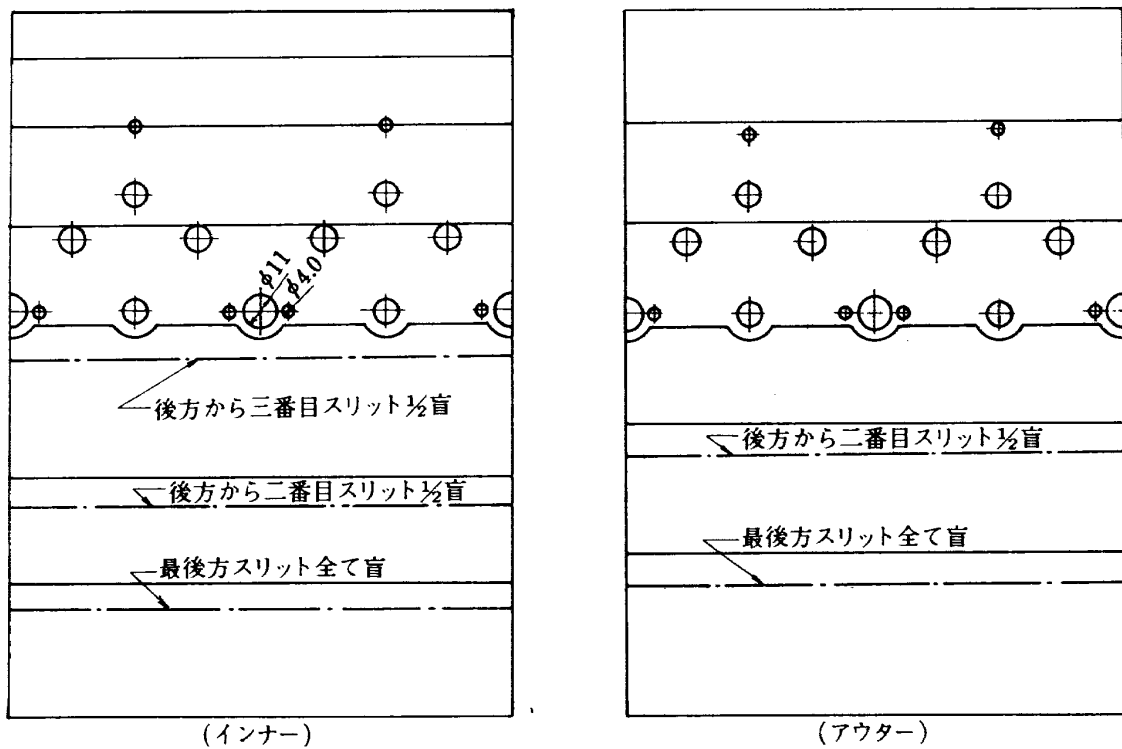 φ11
φ4.0
後方から三番目スリット½盲
後方から二番目スリット½盲
最後方スリット全て盲
(インナー)
後方から二番目スリット½盲
最後方スリット全て盲
(アウター)